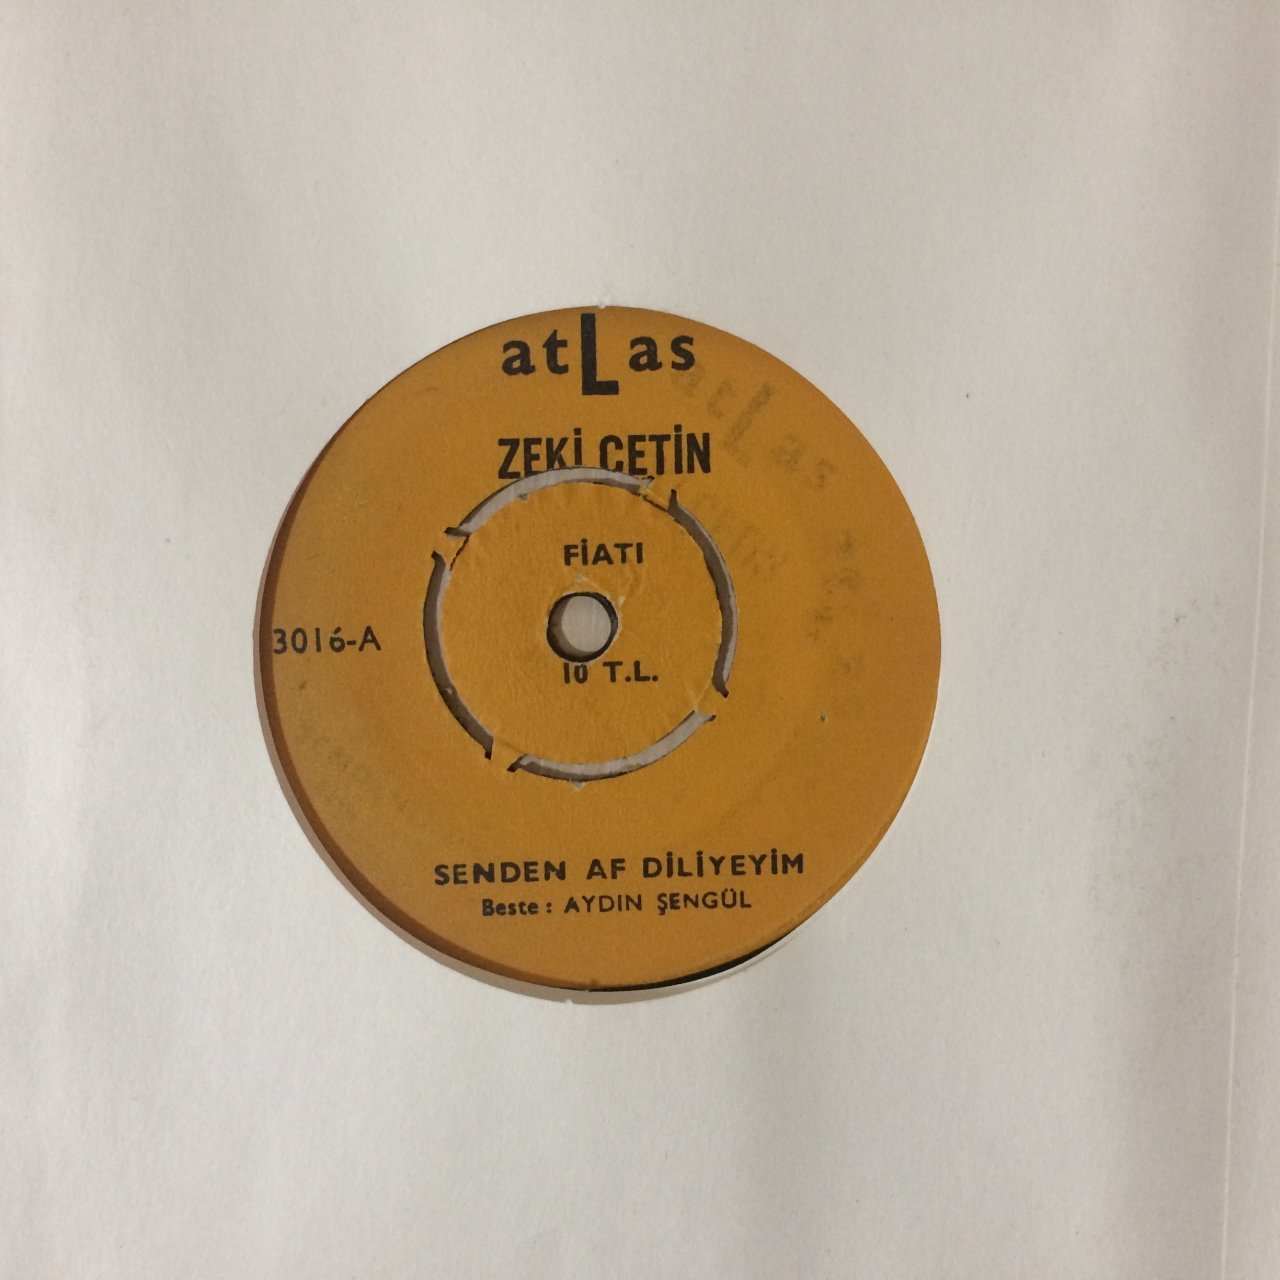 atLas
ZEKİ ÇETİN
FİATI
3016-A
10 T.L.
SENDEN AF DİLİYEYİM
Beste : AYDIN ŞENGÜL